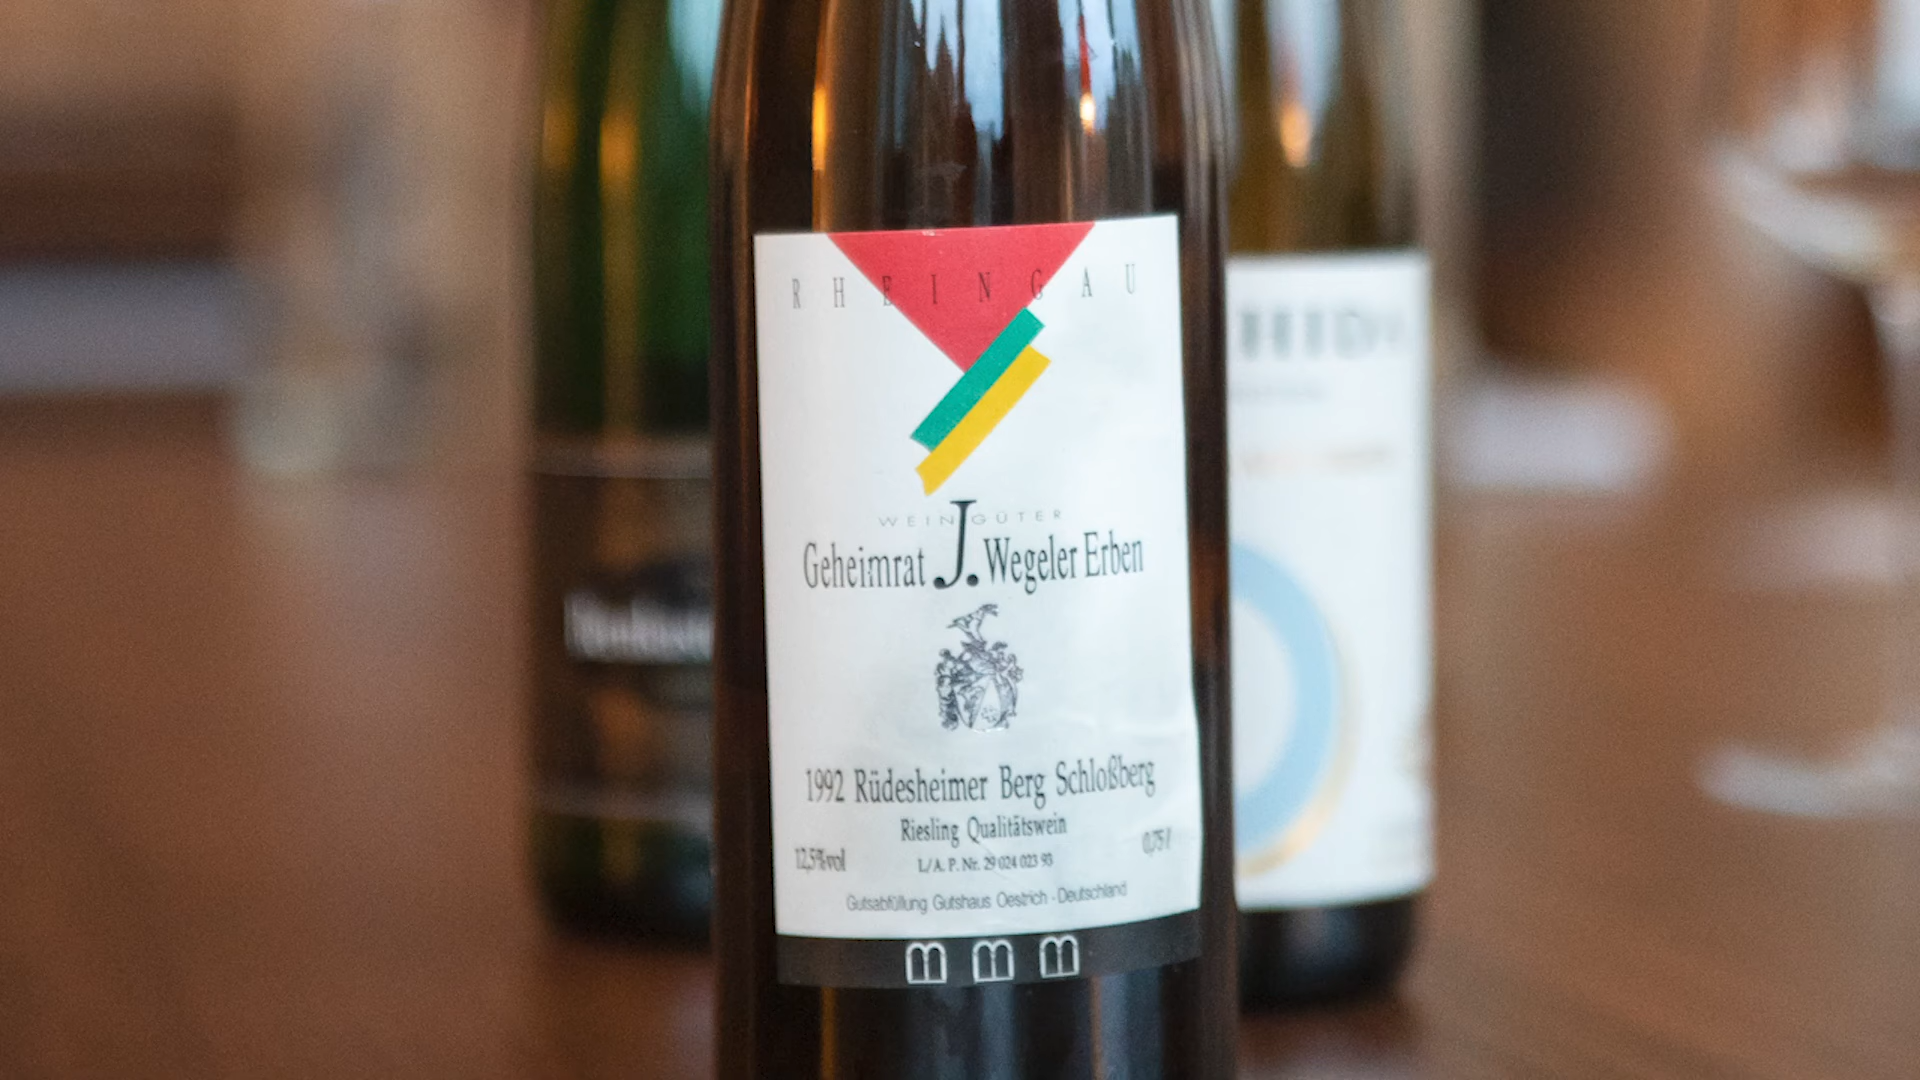 RHEINGAU
WEINGÜTER
Geheimrat J. Wegeler Erben
1992 Rüdesheimer Berg Schloßberg
Riesling Qualitätswein
12,5%vol
L/A. P. Nr. 29 024 023 93
0,75 l
Gutsabfüllung Gutshaus Oestrich - Deutschland